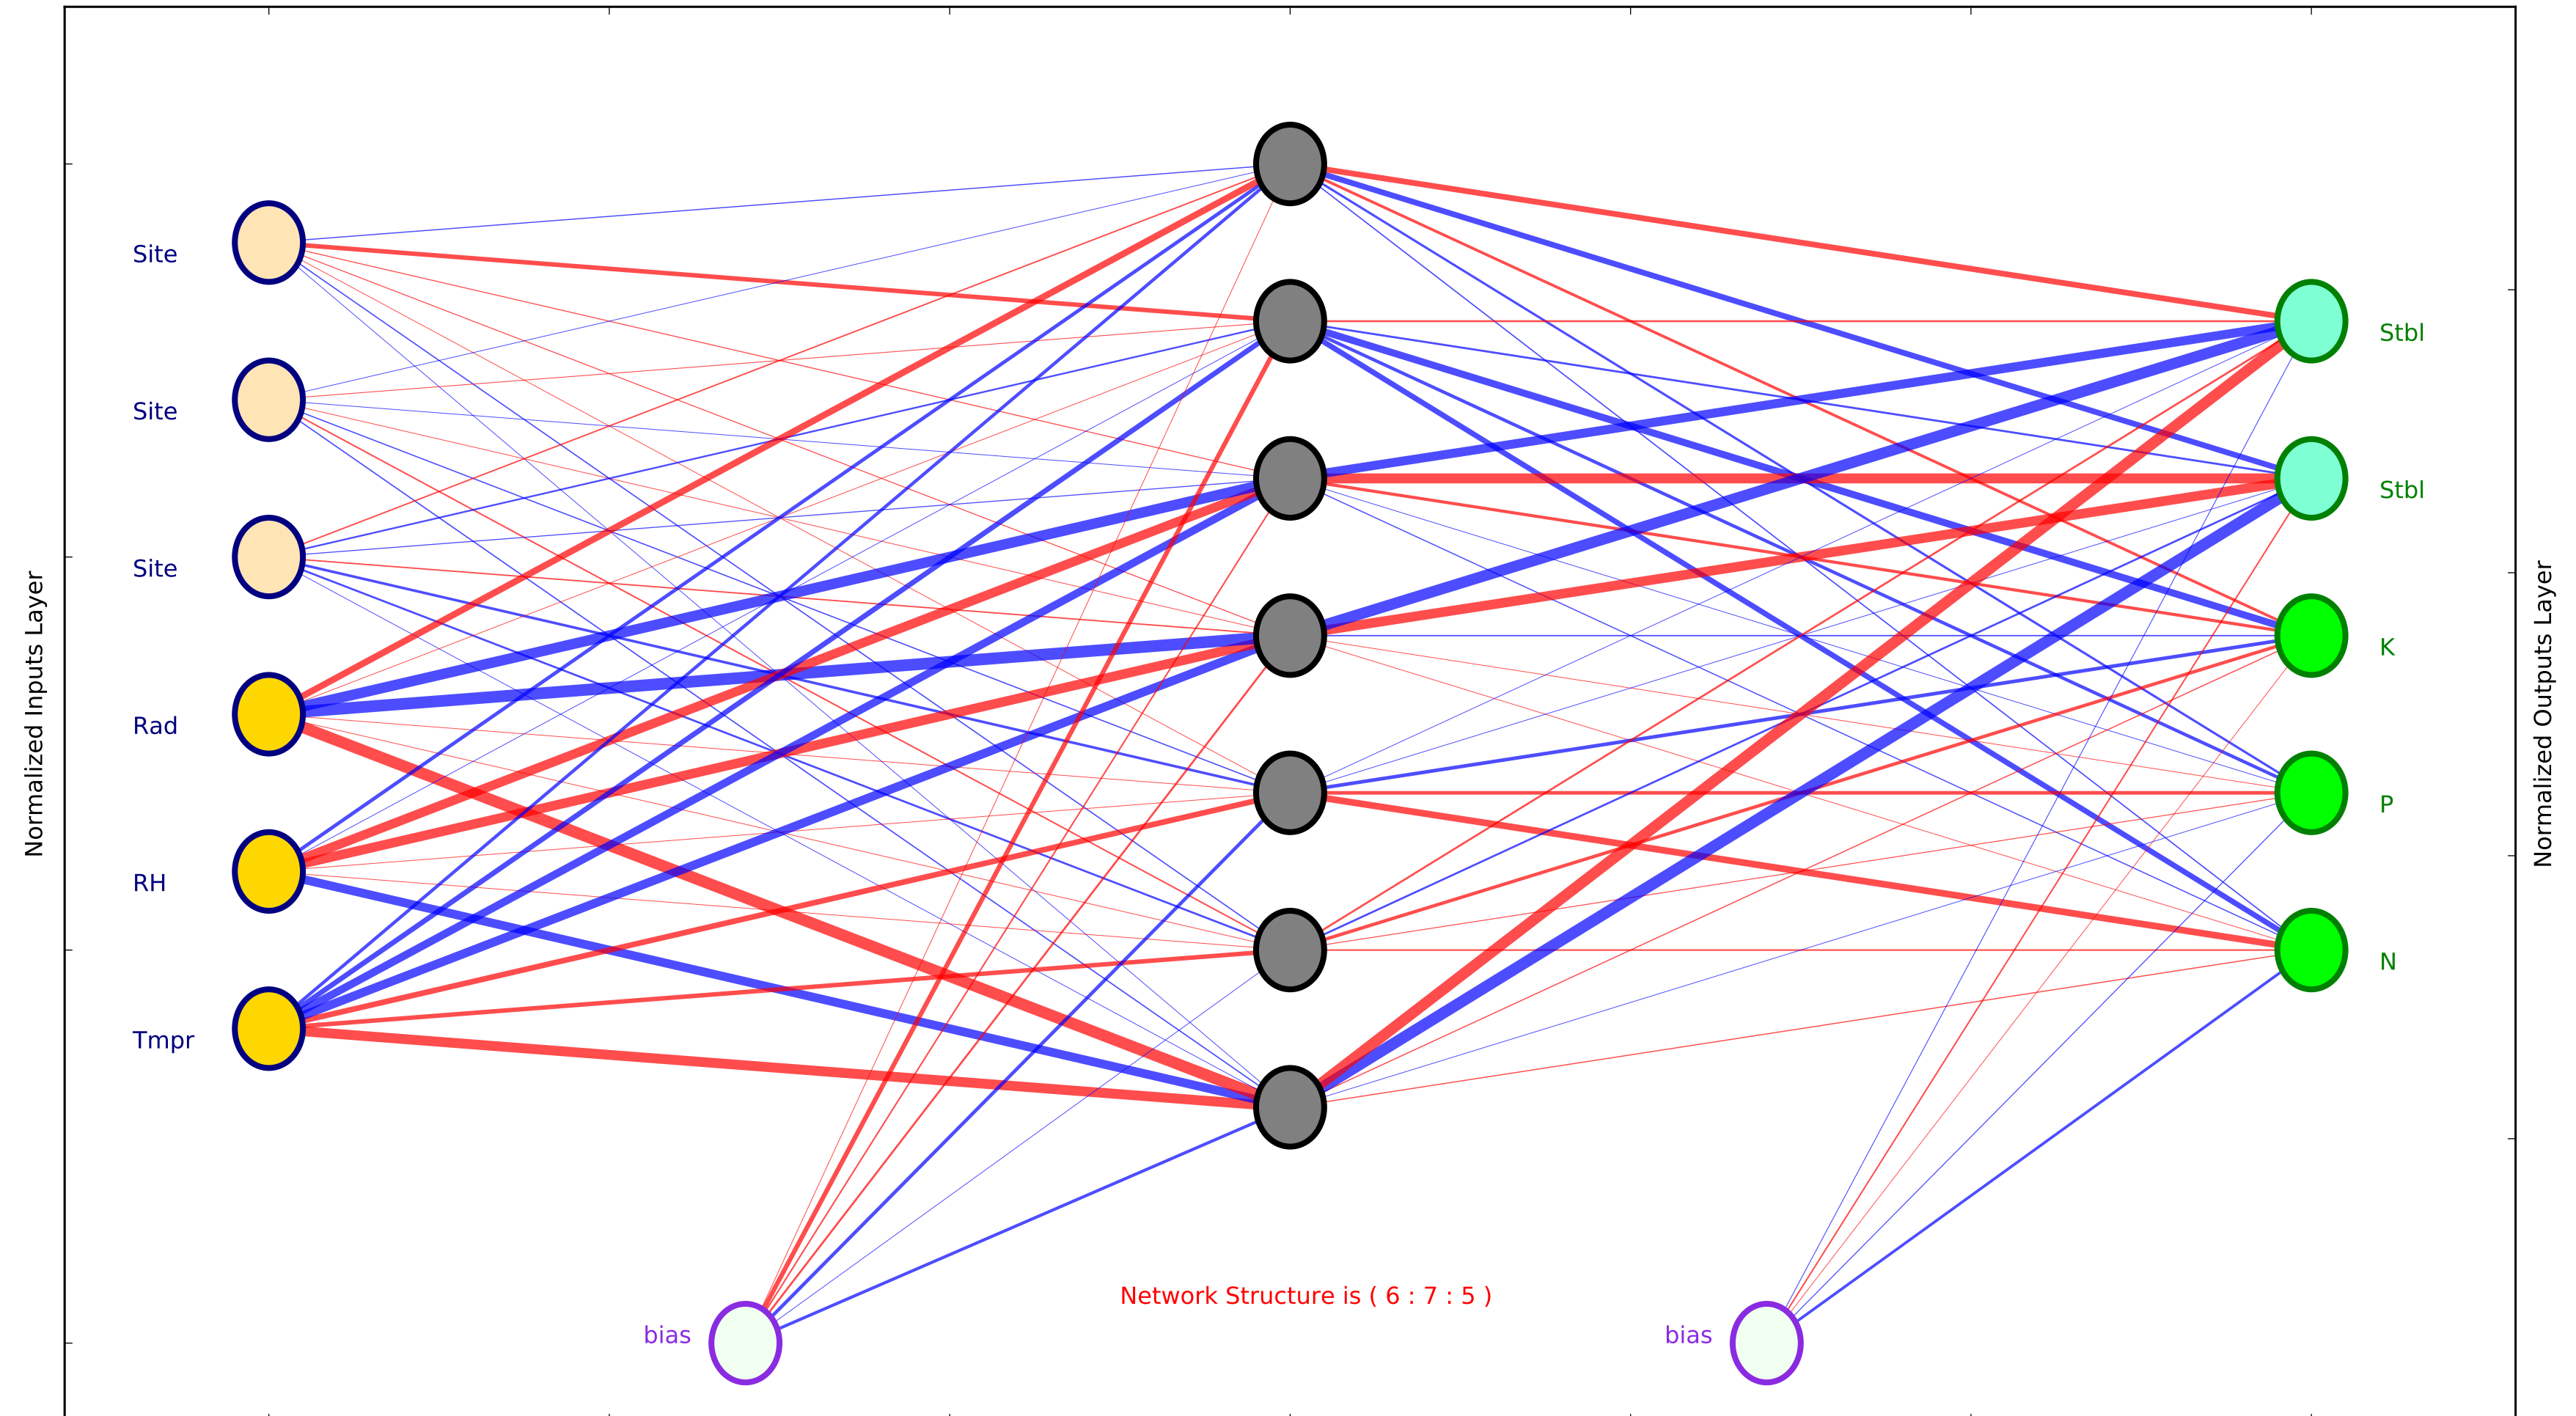 Normalized Inputs Layer
Site
Site
Site
Rad
RH
Tmpr
bias
Network Structure is ( 6 : 7 : 5 )
bias
Stbl
Stbl
K
P
N
Normalized Outputs Layer